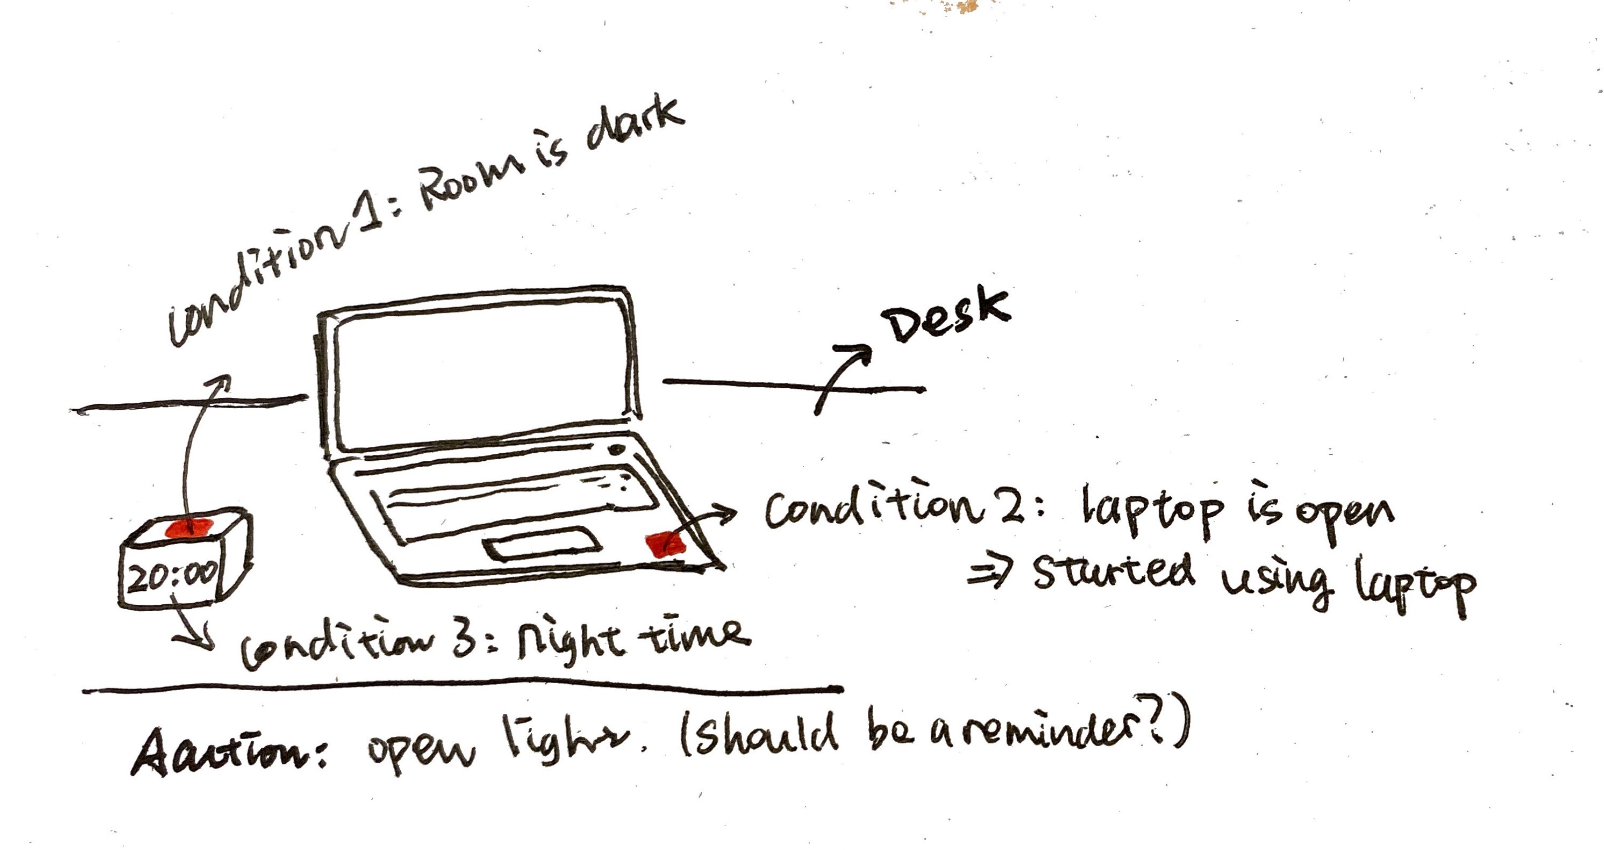 condition 1: Room is dark
Desk
condition 2: laptop is open
⇒ started using laptop
20:00
condition 3: night time
Aaction: open light. (should be a reminder?)